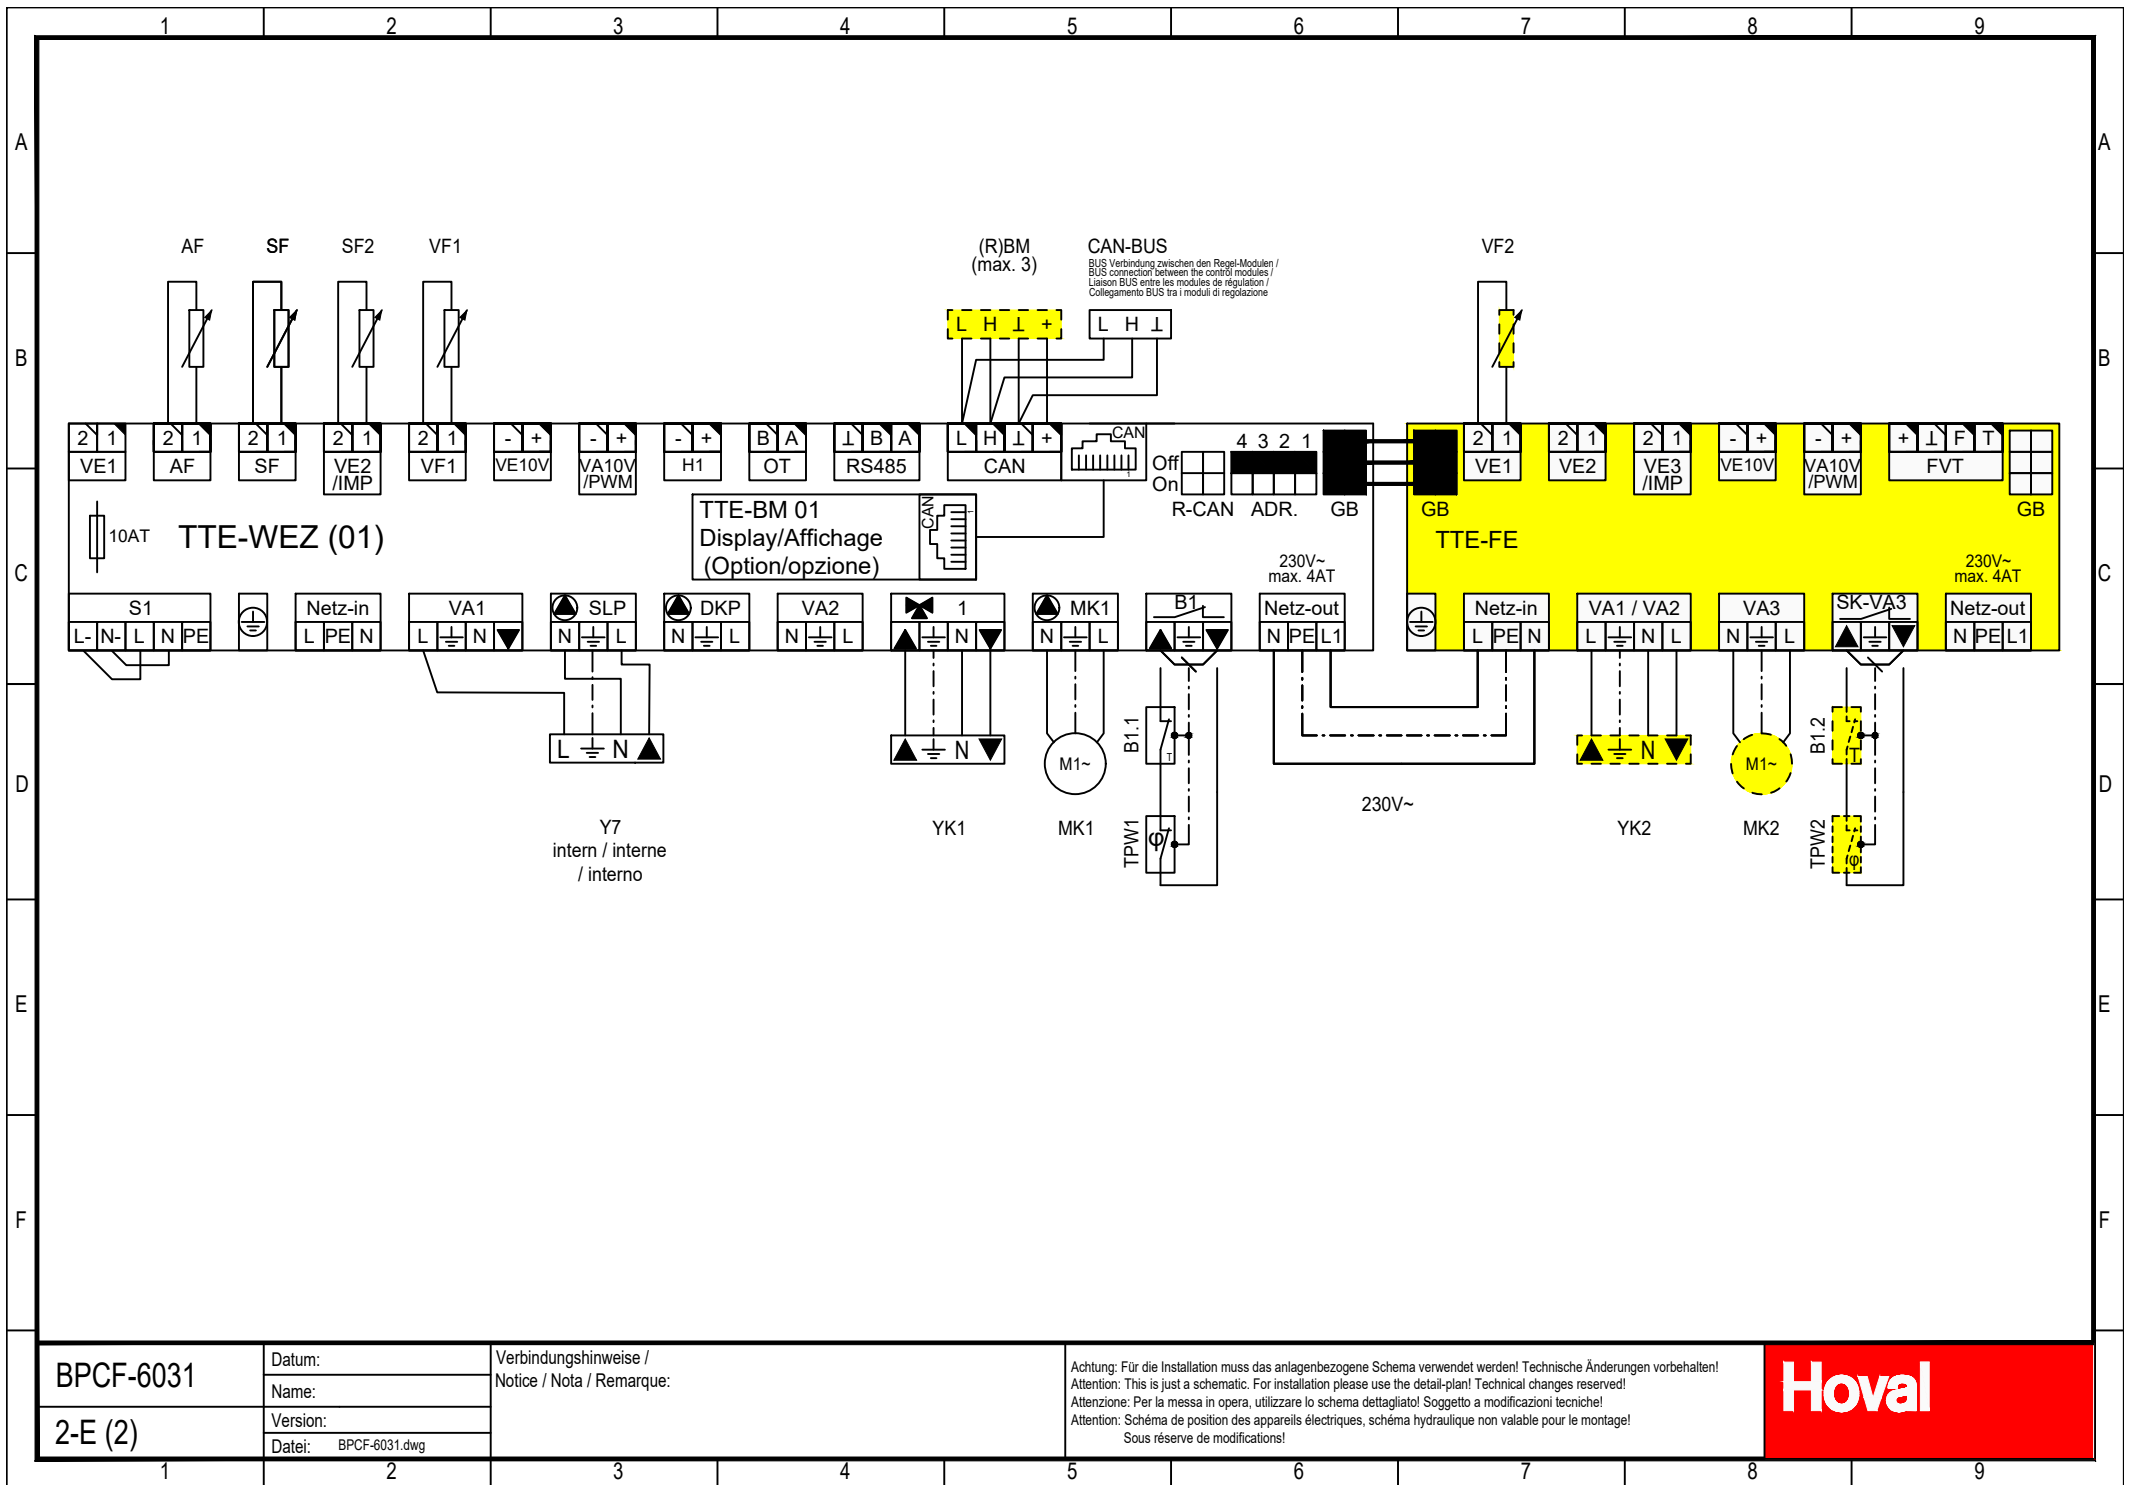 1 2 3 4 5 6 7 8 9
A A
AF SF SF2 VF1 (R)BM CAN-BUS VF2
(max. 3)
BUS Verbindung zwischen den Regel-Modulen /
BUS connection between the control modules /
Liaison BUS entre les modules de régulation /
Collegamento BUS tra i moduli di regolazione
L H ⊥ + L H ⊥
B B
2 1 2 1 2 1 2 1 2 1 - + - + - + B A ⊥ B A L H ⊥ + CAN 4 3 2 1 2 1 2 1 2 1 - + - + + ⊥ F T
VE1 AF SF VE2 VF1 VE10V VA10V H1 OT RS485 CAN Off VE1 VE2 VE3 VE10V VA10V FVT
/IMP /PWM 1 On /IMP /PWM
R-CAN ADR. GB GB GB
10AT TTE-WEZ (01) TTE-BM 01 CAN 1 TTE-FE
Display/Affichage
(Option/opzione)
230V~ 230V~
max. 4AT max. 4AT
C C
S1 Netz-in VA1 SLP DKP VA2 1 MK1 B1 Netz-out Netz-in VA1 / VA2 VA3 SK-VA3 Netz-out
L- N- L N PE L PE N L ⏚ N ▼ N ⏚ L N ⏚ L N ⏚ L ▲ ⏚ N ▼ N ⏚ L ▲ ⏚ ▼ N PE L1 L PE N L ⏚ N L N ⏚ L ▲ ⏚ ▼ N PE L1
L ⏚ N ▲ ▲ ⏚ N ▼ M1~ B1.1 T ▲ ⏚ N ▼ M1~ B1.2 T
D D
230V~
Y7 YK1 MK1 TPW1 φ YK2 MK2 TPW2 φ
intern / interne
/ interno
E E
F F
BPCF-6031
2-E (2)
Datum:
Name:
Version:
Datei: BPCF-6031.dwg
Verbindungshinweise /
Notice / Nota / Remarque:
Achtung: Für die Installation muss das anlagenbezogene Schema verwendet werden! Technische Änderungen vorbehalten!
Attention: This is just a schematic. For installation please use the detail-plan! Technical changes reserved!
Attenzione: Per la messa in opera, utilizzare lo schema dettagliato! Soggetto a modificazioni tecniche!
Attention: Schéma de position des appareils électriques, schéma hydraulique non valable pour le montage!
Sous réserve de modifications!
Hoval
1 2 3 4 5 6 7 8 9